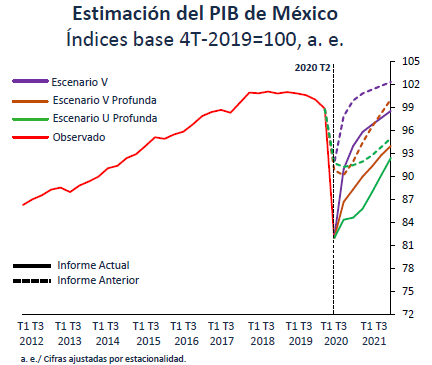 Estimación del PIB de México
Índices base 4T-2019=100, a. e.
2020 T2
Escenario V
Escenario V Profunda
Escenario U Profunda
Observado
105
102
99
96
93
90
87
84
81
78
75
72
Informe Actual
Informe Anterior
T1 T3 T1 T3 T1 T3 T1 T3 T1 T3 T1 T3 T1 T3 T1 T3 T1 T3 T1 T3
2012 2013 2014 2015 2016 2017 2018 2019 2020 2021
a. e./ Cifras ajustadas por estacionalidad.